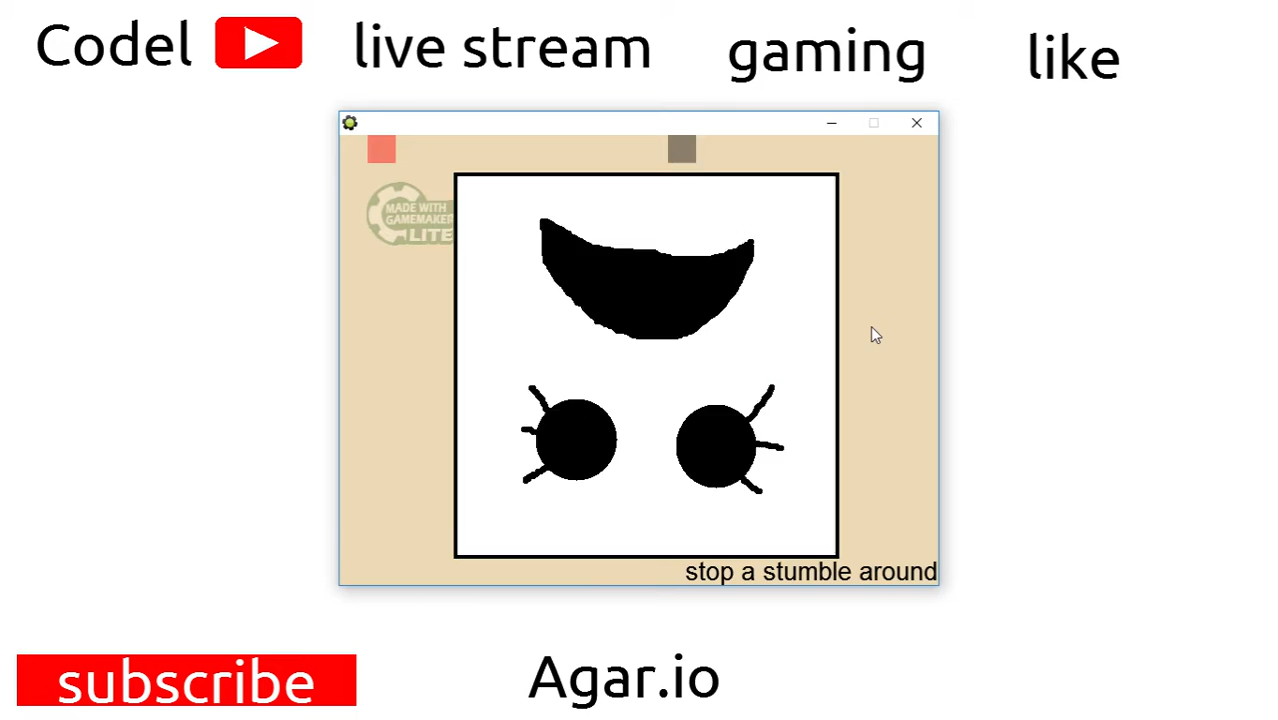 Codel
live stream
gaming
like
MADE WITH
GAMEMAKER
LITE
stop a stumble around
subscribe
Agar.io